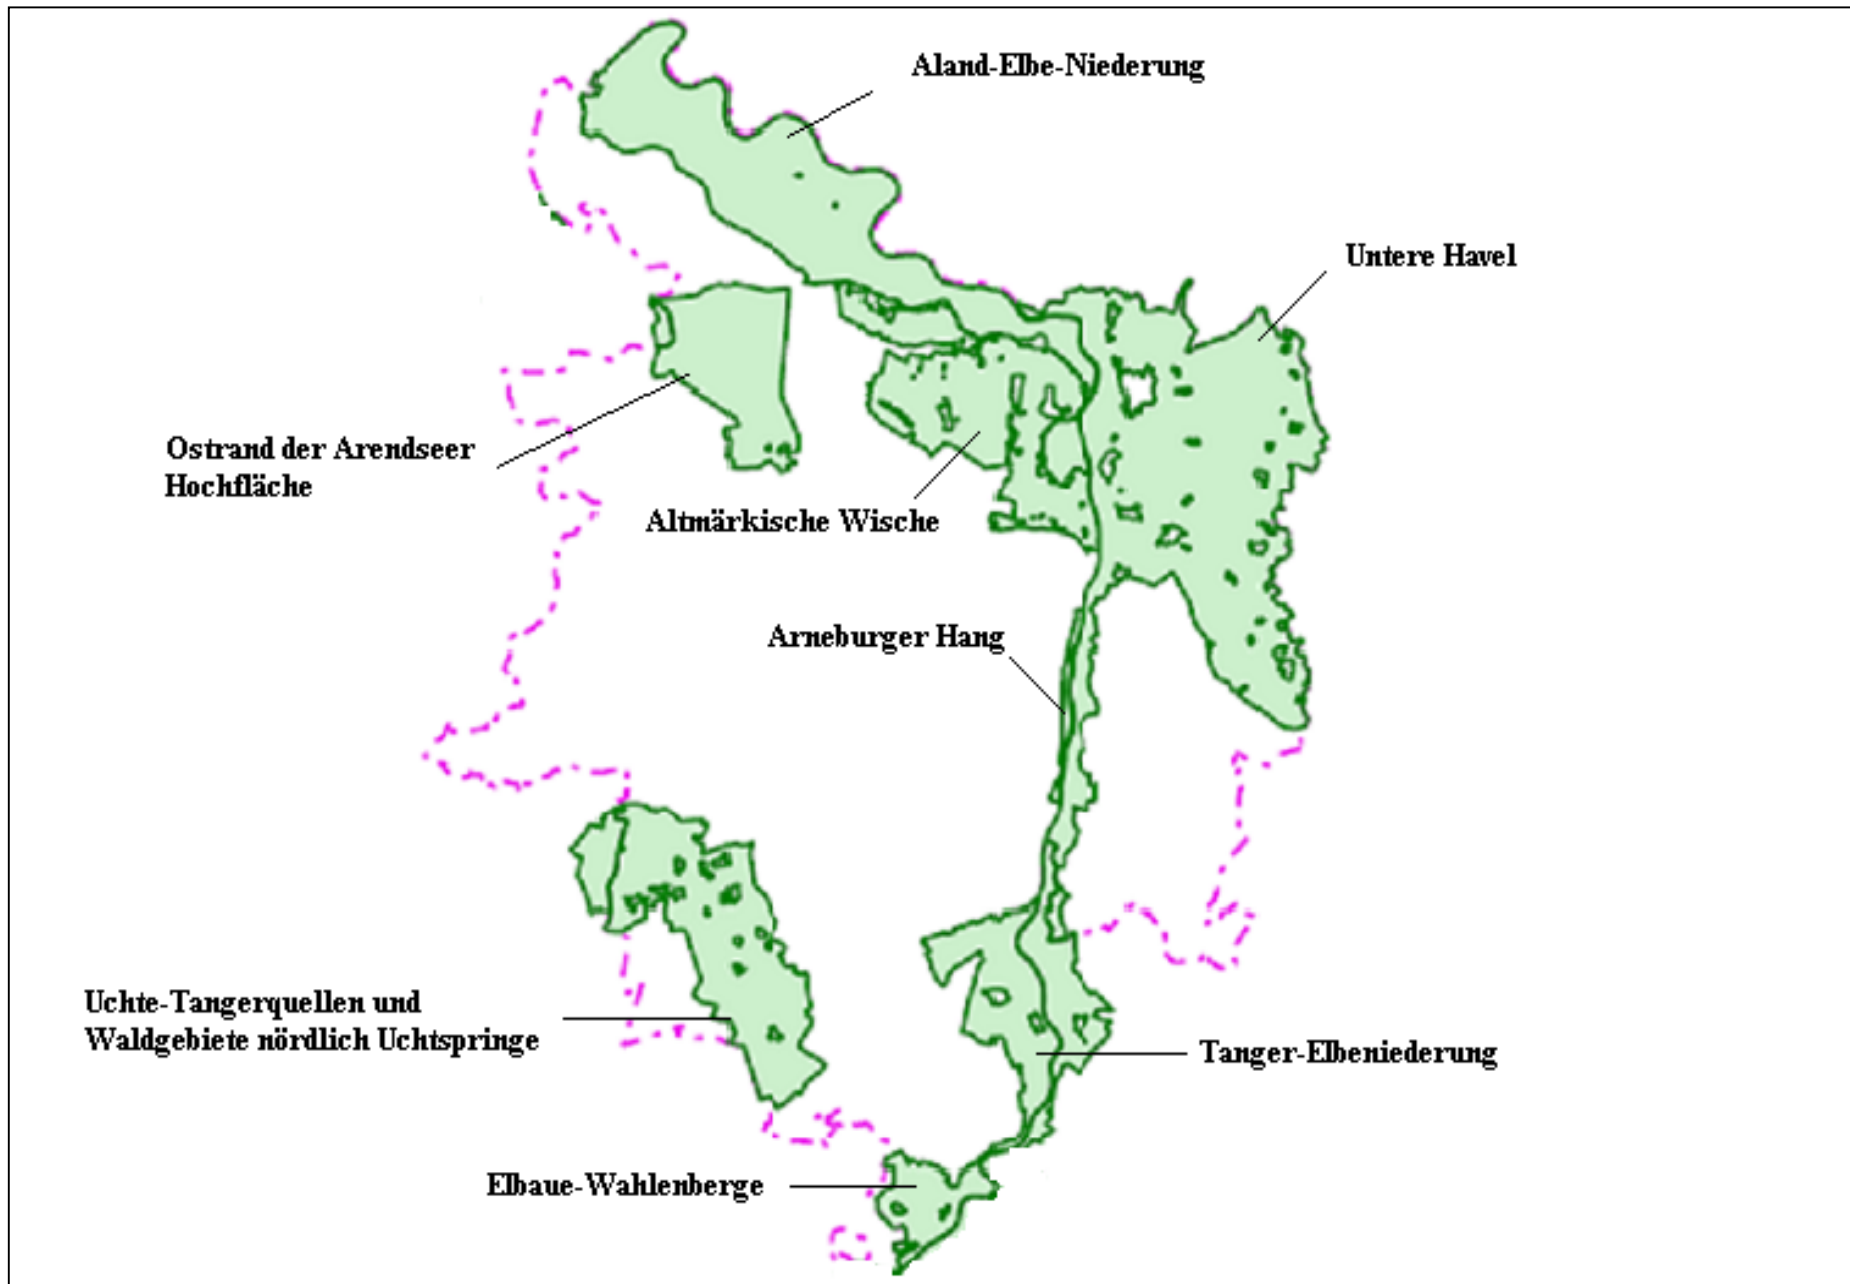 Aland-Elbe-Niederung
Untere Havel
Ostrand der Arendseer
Hochfläche
Altmärkische Wische
Arneburger Hang
Uchte-Tangerquellen und
Waldgebiete nördlich Uchtspringe
Tanger-Elbeniederung
Elbaue-Wahlenberge